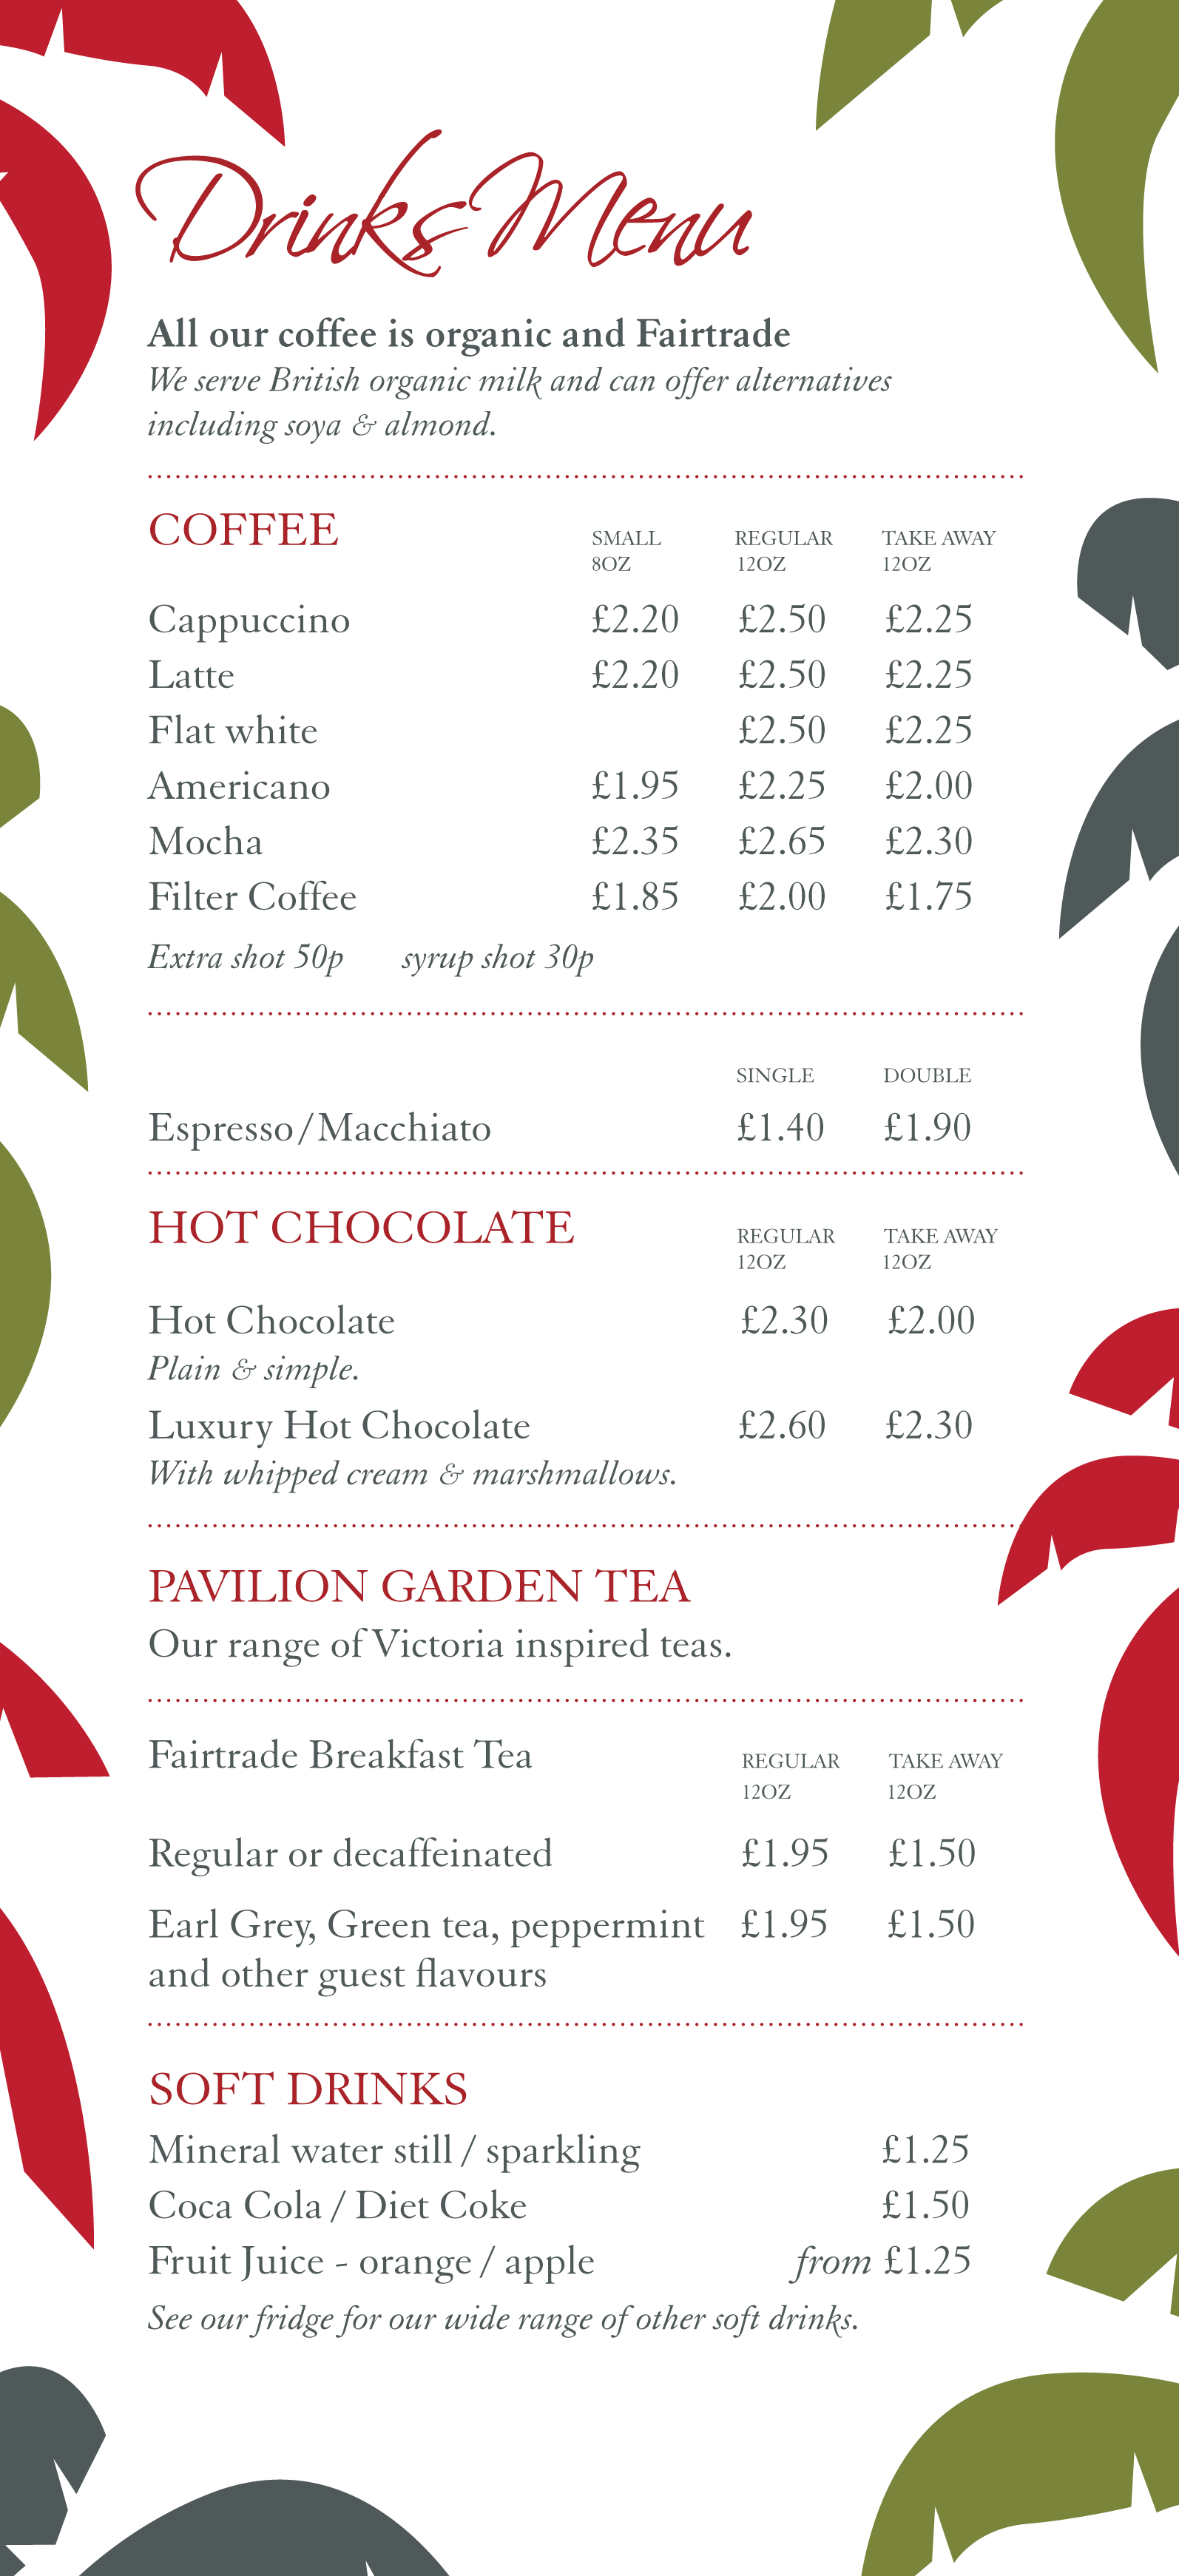 Drinks Menu
All our coffee is organic and Fairtrade
We serve British organic milk and can offer alternatives
including soya & almond.
COFFEE SMALL REGULAR TAKE AWAY
8OZ 12OZ 12OZ
Cappuccino £2.20 £2.50 £2.25
Latte £2.20 £2.50 £2.25
Flat white £2.50 £2.25
Americano £1.95 £2.25 £2.00
Mocha £2.35 £2.65 £2.30
Filter Coffee £1.85 £2.00 £1.75
Extra shot 50p syrup shot 30p
SINGLE DOUBLE
Espresso/Macchiato £1.40 £1.90
HOT CHOCOLATE REGULAR TAKE AWAY
12OZ 12OZ
Hot Chocolate £2.30 £2.00
Plain & simple.
Luxury Hot Chocolate £2.60 £2.30
With whipped cream & marshmallows.
PAVILION GARDEN TEA
Our range of Victoria inspired teas.
Fairtrade Breakfast Tea REGULAR TAKE AWAY
12OZ 12OZ
Regular or decaffeinated £1.95 £1.50
Earl Grey, Green tea, peppermint £1.95 £1.50
and other guest flavours
SOFT DRINKS
Mineral water still / sparkling £1.25
Coca Cola / Diet Coke £1.50
Fruit Juice - orange / apple from £1.25
See our fridge for our wide range of other soft drinks.